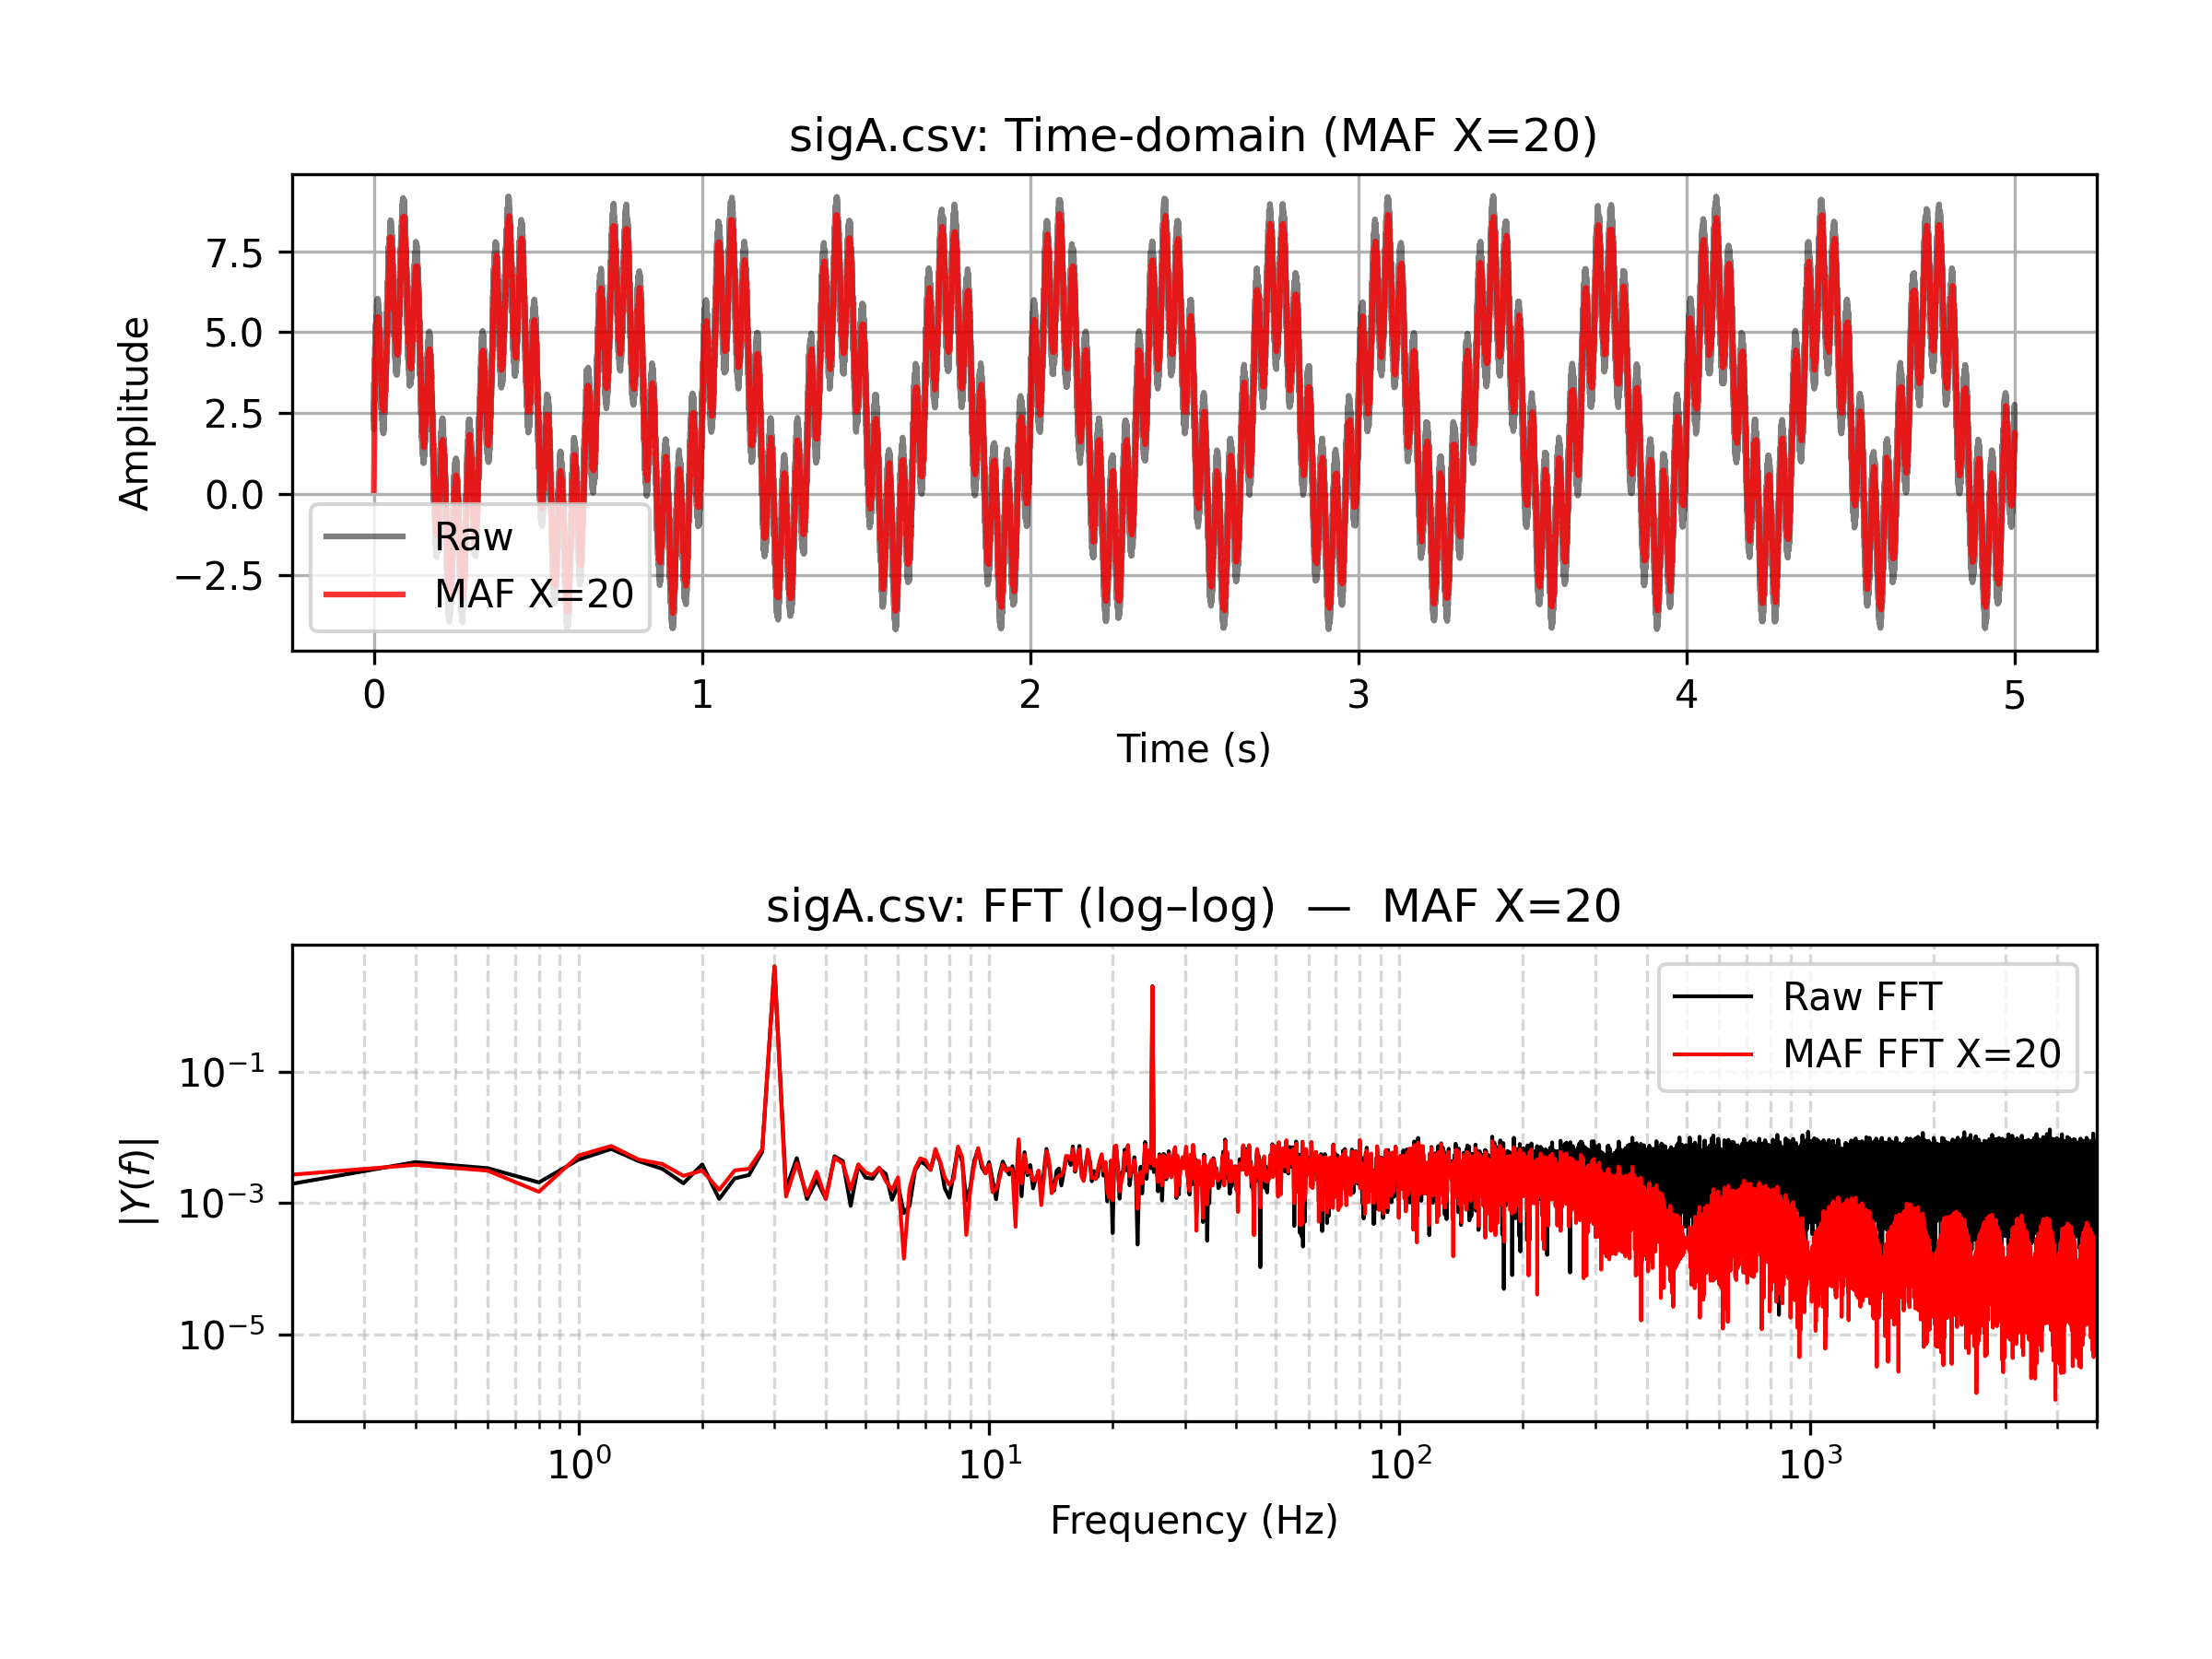 sigA.csv: Time-domain (MAF X=20)
Amplitude
7.5
5.0
2.5
0.0
−2.5
Raw
MAF X=20
0 1 2 3 4 5
Time (s)
sigA.csv: FFT (log–log) — MAF X=20
|Y(f)|
10⁻¹
10⁻³
10⁻⁵
Raw FFT
MAF FFT X=20
10⁰ 10¹ 10² 10³
Frequency (Hz)